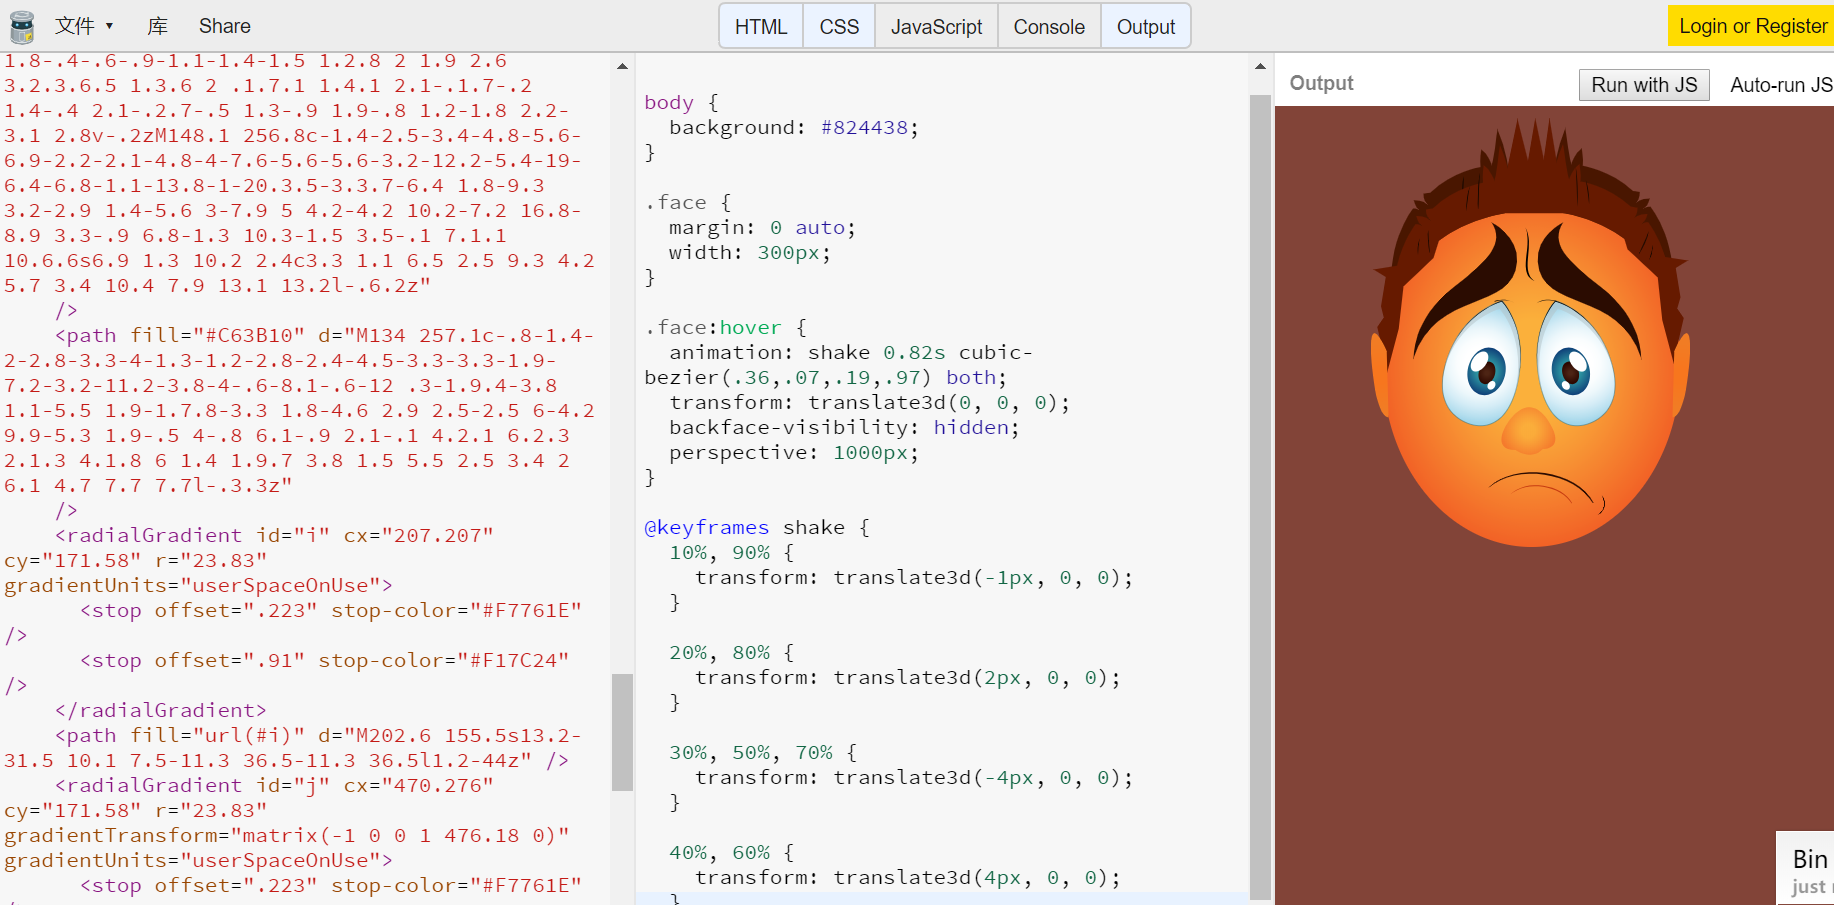 文件 ▾ 库 Share HTML CSS JavaScript Console Output Login or Register
1.8-.4-.6-.9-1.1-1.4-1.5 1.2.8 2 1.9 2.6
3.2.3.6.5 1.3.6 2 .1.7.1 1.4.1 2.1-.1.7-.2
1.4-.4 2.1-.2.7-.5 1.3-.9 1.9-.8 1.2-1.8 2.2-
3.1 2.8v-.2zM148.1 256.8c-1.4-2.5-3.4-4.8-5.6-
6.9-2.2-2.1-4.8-4-7.6-5.6-5.6-3.2-12.2-5.4-19-
6.4-6.8-1.1-13.8-1-20.3.5-3.3.7-6.4 1.8-9.3
3.2-2.9 1.4-5.6 3-7.9 5 4.2-4.2 10.2-7.2 16.8-
8.9 3.3-.9 6.8-1.3 10.3-1.5 3.5-.1 7.1.1
10.6.6s6.9 1.3 10.2 2.4c3.3 1.1 6.5 2.5 9.3 4.2
5.7 3.4 10.4 7.9 13.1 13.2l-.6.2z"
/>
<path fill="#C63B10" d="M134 257.1c-.8-1.4-
2-2.8-3.3-4-1.3-1.2-2.8-2.4-4.5-3.3-3.3-1.9-
7.2-3.2-11.2-3.8-4-.6-8.1-.6-12 .3-1.9.4-3.8
1.1-5.5 1.9-1.7.8-3.3 1.8-4.6 2.9 2.5-2.5 6-4.2
9.9-5.3 1.9-.5 4-.8 6.1-.9 2.1-.1 4.2.1 6.2.3
2.1.3 4.1.8 6 1.4 1.9.7 3.8 1.5 5.5 2.5 3.4 2
6.1 4.7 7.7 7.7l-.3.3z"
/>
<radialGradient id="i" cx="207.207"
cy="171.58" r="23.83"
gradientUnits="userSpaceOnUse">
<stop offset=".223" stop-color="#F7761E"
/>
<stop offset=".91" stop-color="#F17C24"
/>
</radialGradient>
<path fill="url(#i)" d="M202.6 155.5s13.2-
31.5 10.1 7.5-11.3 36.5-11.3 36.5l1.2-44z" />
<radialGradient id="j" cx="470.276"
cy="171.58" r="23.83"
gradientTransform="matrix(-1 0 0 1 476.18 0)"
gradientUnits="userSpaceOnUse">
<stop offset=".223" stop-color="#F7761E"
body {
background: #824438;
}
.face {
margin: 0 auto;
width: 300px;
}
.face:hover {
animation: shake 0.82s cubic-
bezier(.36,.07,.19,.97) both;
transform: translate3d(0, 0, 0);
backface-visibility: hidden;
perspective: 1000px;
}
@keyframes shake {
10%, 90% {
transform: translate3d(-1px, 0, 0);
}
20%, 80% {
transform: translate3d(2px, 0, 0);
}
30%, 50%, 70% {
transform: translate3d(-4px, 0, 0);
}
40%, 60% {
transform: translate3d(4px, 0, 0);
}
Output Run with JS Auto-run JS
Bin
just